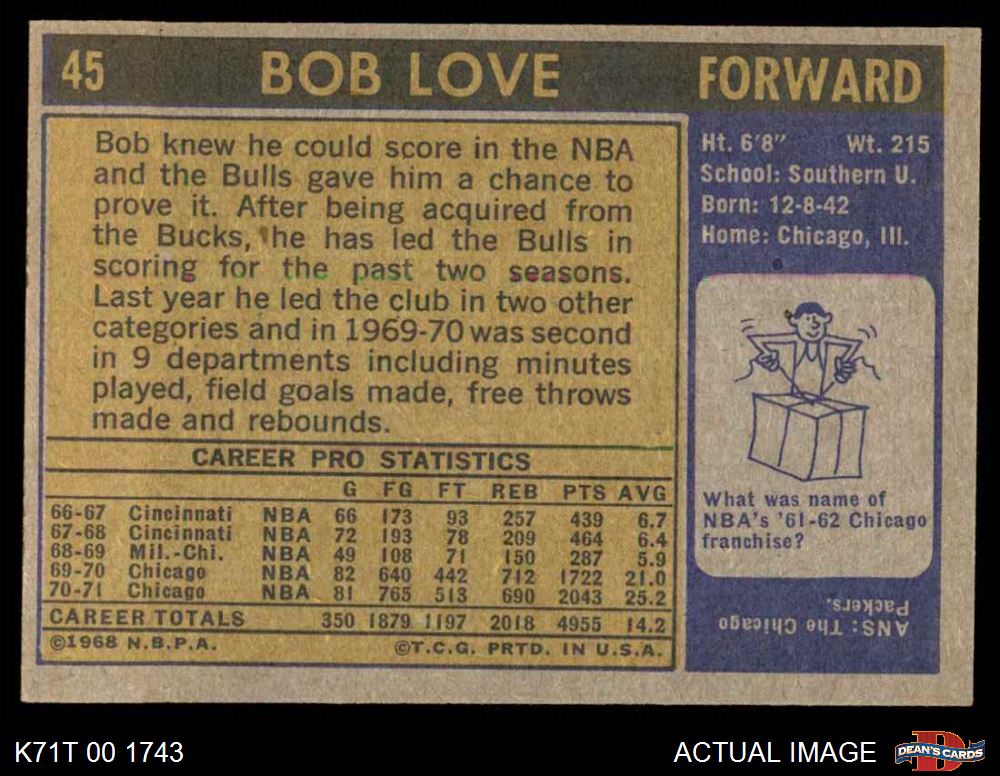 45 BOB LOVE FORWARD
Bob knew he could score in the NBA
and the Bulls gave him a chance to
prove it. After being acquired from
the Bucks, he has led the Bulls in
scoring for the past two seasons.
Last year he led the club in two other
categories and in 1969-70 was second
in 9 departments including minutes
played, field goals made, free throws
made and rebounds.
CAREER PRO STATISTICS
G FG FT REB PTS AVG
66-67 Cincinnati NBA 66 173 93 257 439 6.7
67-68 Cincinnati NBA 72 193 78 209 464 6.4
68-69 Mil.-Chi. NBA 49 108 71 150 287 5.9
69-70 Chicago NBA 82 640 442 712 1722 21.0
70-71 Chicago NBA 81 765 513 690 2043 25.2
CAREER TOTALS 350 1879 1197 2018 4955 14.2
©1968 N.B.P.A. ©T.C.G. PRTD. IN U.S.A.
Ht. 6'8" Wt. 215
School: Southern U.
Born: 12-8-42
Home: Chicago, Ill.
What was name of
NBA's '61-62 Chicago
franchise?
ANS: The Chicago
Packers.
K71T 00 1743 ACTUAL IMAGE
DEAN'S CARDS